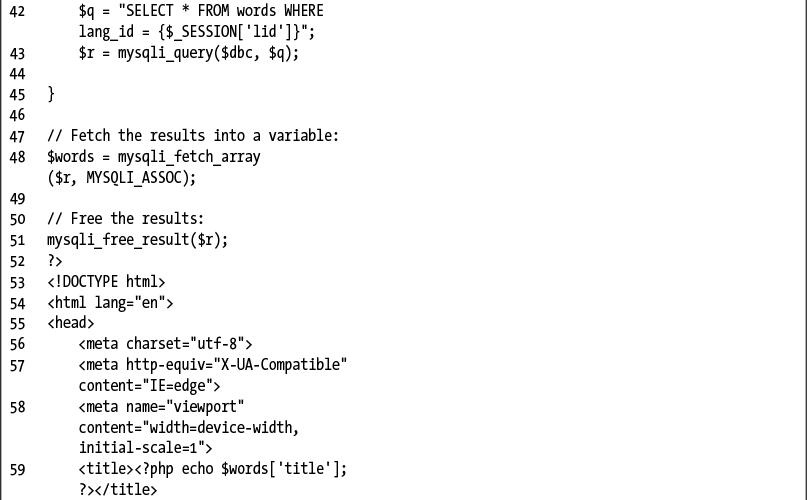 42 $q = "SELECT * FROM words WHERE
lang_id = {$_SESSION['lid']}";
43 $r = mysqli_query($dbc, $q);
44
45 }
46
47 // Fetch the results into a variable:
48 $words = mysqli_fetch_array
($r, MYSQLI_ASSOC);
49
50 // Free the results:
51 mysqli_free_result($r);
52 ?>
53 <!DOCTYPE html>
54 <html lang="en">
55 <head>
56 <meta charset="utf-8">
57 <meta http-equiv="X-UA-Compatible"
content="IE=edge">
58 <meta name="viewport"
content="width=device-width,
initial-scale=1">
59 <title><?php echo $words['title'];
?></title>